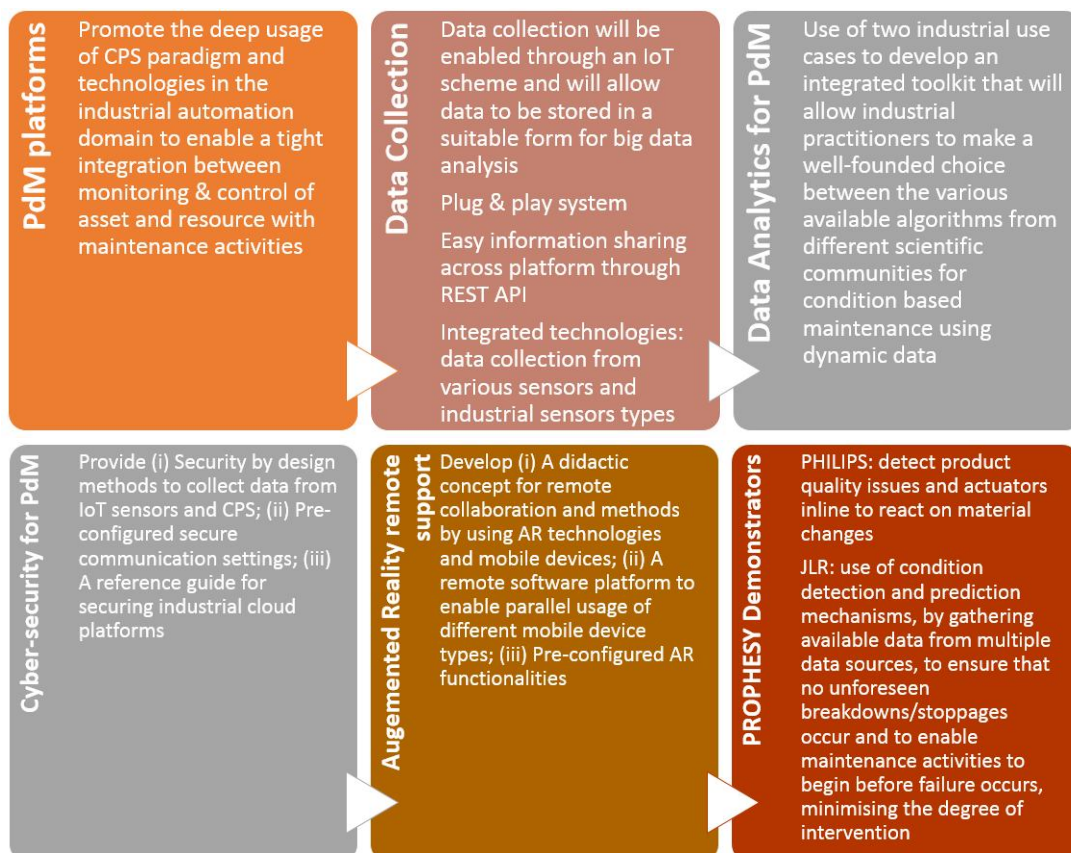 PdM platforms
Promote the deep usage
of CPS paradigm and
technologies in the
industrial automation
domain to enable a tight
integration between
monitoring & control of
asset and resource with
maintenance activities
Data Collection
Data collection will be
enabled through an IoT
scheme and will allow
data to be stored in a
suitable form for big data
analysis
Plug & play system
Easy information sharing
across platform through
REST API
Integrated technologies:
data collection from
various sensors and
industrial sensors types
Data Analytics for PdM
Use of two industrial use
cases to develop an
integrated toolkit that will
allow industrial
practitioners to make a
well-founded choice
between the various
available algorithms from
different scientific
communities for
condition based
maintenance using
dynamic data
Cyber-security for PdM
Provide (i) Security by design
methods to collect data from
IoT sensors and CPS; (ii) Pre-
configured secure
communication settings; (iii)
A reference guide for
securing industrial cloud
platforms
Augemented Reality remote
support
Develop (i) A didactic
concept for remote
collaboration and methods
by using AR technologies
and mobile devices; (ii) A
remote software platform to
enable parallel usage of
different mobile device
types; (iii) Pre-configured AR
functionalities
PROPHESY Demonstrators
PHILIPS: detect product
quality issues and actuators
inline to react on material
changes
JLR: use of condition
detection and prediction
mechanisms, by gathering
available data from multiple
data sources, to ensure that
no unforeseen
breakdowns/stoppages
occur and to enable
maintenance activities to
begin before failure occurs,
minimising the degree of
intervention